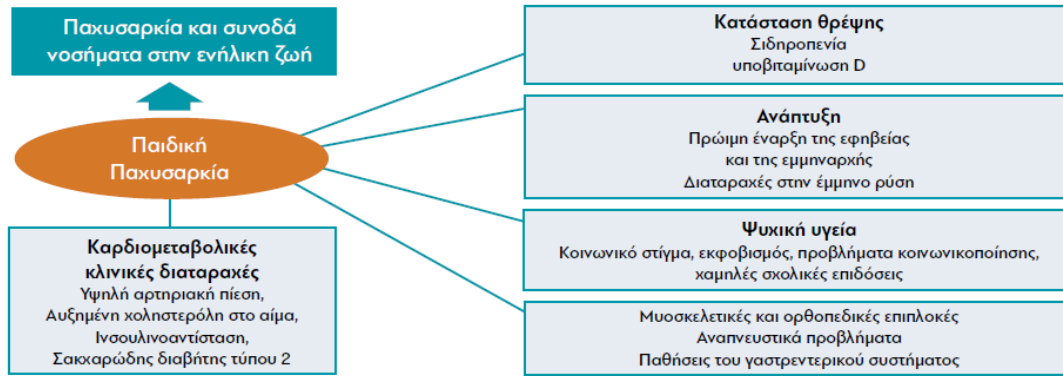 Παχυσαρκία και συνοδά
νοσήματα στην ενήλικη ζωή
Παιδική
Παχυσαρκία
Καρδιομεταβολικές
κλινικές διαταραχές
Υψηλή αρτηριακή πίεση,
Αυξημένη χοληστερόλη στο αίμα,
Ινσουλινοαντίσταση,
Σακχαρώδης διαβήτης τύπου 2
Κατάσταση θρέψης
Σιδηροπενία
υποβιταμίνωση D
Ανάπτυξη
Πρώιμη έναρξη της εφηβείας
και της εμμηναρχής
Διαταραχές στην έμμηνο ρύση
Ψυχική υγεία
Κοινωνικό στίγμα, εκφοβισμός, προβλήματα κοινωνικοποίησης,
χαμηλές σχολικές επιδόσεις
Μυοσκελετικές και ορθοπεδικές επιπλοκές
Αναπνευστικά προβλήματα
Παθήσεις του γαστρεντερικού συστήματος